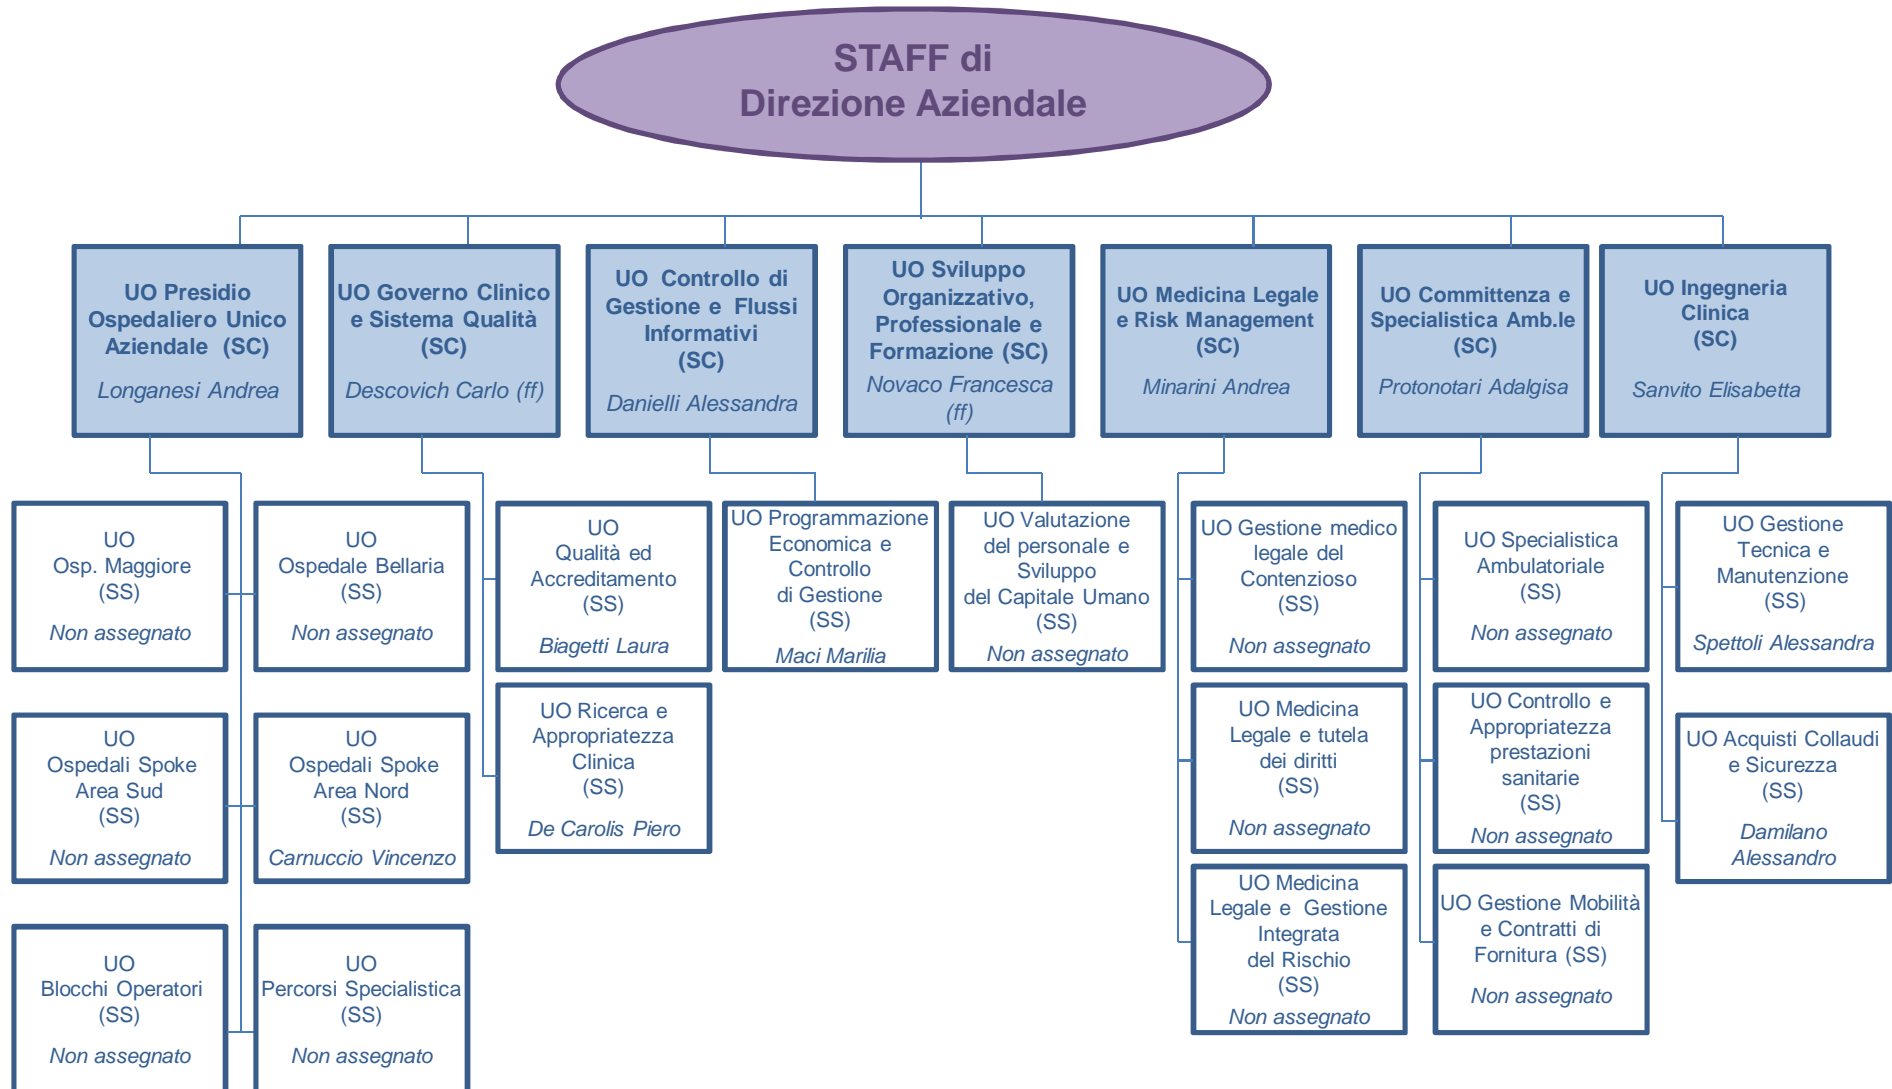 STAFF di
Direzione Aziendale
UO Presidio
Ospedaliero Unico
Aziendale (SC)
Longanesi Andrea
UO Governo Clinico
e Sistema Qualità
(SC)
Descovich Carlo (ff)
UO Controllo di
Gestione e Flussi
Informativi
(SC)
Danielli Alessandra
UO Sviluppo
Organizzativo,
Professionale e
Formazione (SC)
Novaco Francesca
(ff)
UO Medicina Legale
e Risk Management
(SC)
Minarini Andrea
UO Committenza e
Specialistica Amb.le
(SC)
Protonotari Adalgisa
UO Ingegneria
Clinica
(SC)
Sanvito Elisabetta
UO
Osp. Maggiore
(SS)
Non assegnato
UO
Ospedale Bellaria
(SS)
Non assegnato
UO
Qualità ed
Accreditamento
(SS)
Biagetti Laura
UO Programmazione
Economica e
Controllo
di Gestione
(SS)
Maci Marilia
UO Valutazione
del personale e
Sviluppo
del Capitale Umano
(SS)
Non assegnato
UO Gestione medico
legale del
Contenzioso
(SS)
Non assegnato
UO Specialistica
Ambulatoriale
(SS)
Non assegnato
UO Gestione
Tecnica e
Manutenzione
(SS)
Spettoli Alessandra
UO
Ospedali Spoke
Area Sud
(SS)
Non assegnato
UO
Ospedali Spoke
Area Nord
(SS)
Carnuccio Vincenzo
UO Ricerca e
Appropriatezza
Clinica
(SS)
De Carolis Piero
UO Medicina
Legale e tutela
dei diritti
(SS)
Non assegnato
UO Controllo e
Appropriatezza
prestazioni
sanitarie
(SS)
Non assegnato
UO Acquisti Collaudi
e Sicurezza
(SS)
Damilano
Alessandro
UO
Blocchi Operatori
(SS)
Non assegnato
UO
Percorsi Specialistica
(SS)
Non assegnato
UO Medicina
Legale e Gestione
Integrata
del Rischio
(SS)
Non assegnato
UO Gestione Mobilità
e Contratti di
Fornitura (SS)
Non assegnato